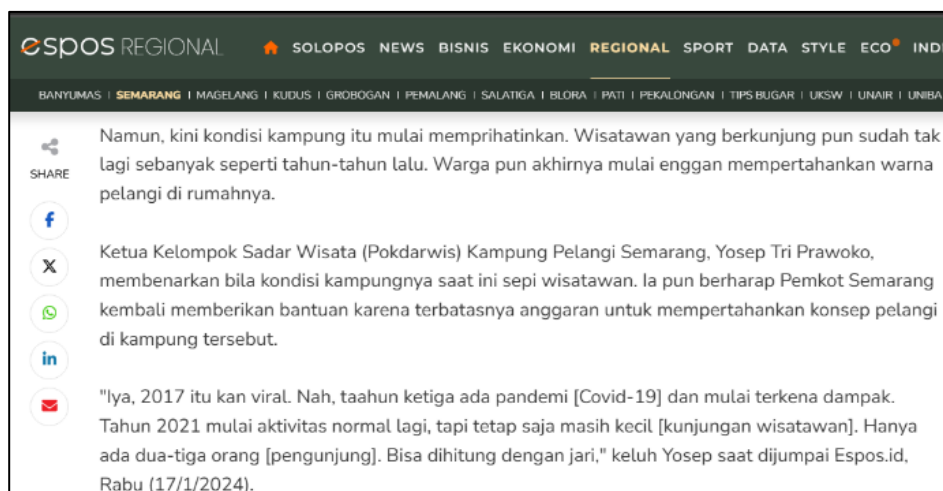 espos REGIONAL SOLOPOS NEWS BISNIS EKONOMI REGIONAL SPORT DATA STYLE ECO
BANYUMAS | SEMARANG | MAGELANG | KUDUS | GROBOGAN | PEMALANG | SALATIGA | BLORA | PATI | PEKALONGAN | TIPS BUGAR | UKSW | UNAIR | UNIBA
SHARE
Namun, kini kondisi kampung itu mulai memprihatinkan. Wisatawan yang berkunjung pun sudah tak
lagi sebanyak seperti tahun-tahun lalu. Warga pun akhirnya mulai enggan mempertahankan warna
pelangi di rumahnya.
Ketua Kelompok Sadar Wisata (Pokdarwis) Kampung Pelangi Semarang, Yosep Tri Prawoko,
membenarkan bila kondisi kampungnya saat ini sepi wisatawan. Ia pun berharap Pemkot Semarang
kembali memberikan bantuan karena terbatasnya anggaran untuk mempertahankan konsep pelangi
di kampung tersebut.
"Iya, 2017 itu kan viral. Nah, taahun ketiga ada pandemi [Covid-19] dan mulai terkena dampak.
Tahun 2021 mulai aktivitas normal lagi, tapi tetap saja masih kecil [kunjungan wisatawan]. Hanya
ada dua-tiga orang [pengunjung]. Bisa dihitung dengan jari," keluh Yosep saat dijumpai Espos.id,
Rabu (17/1/2024).